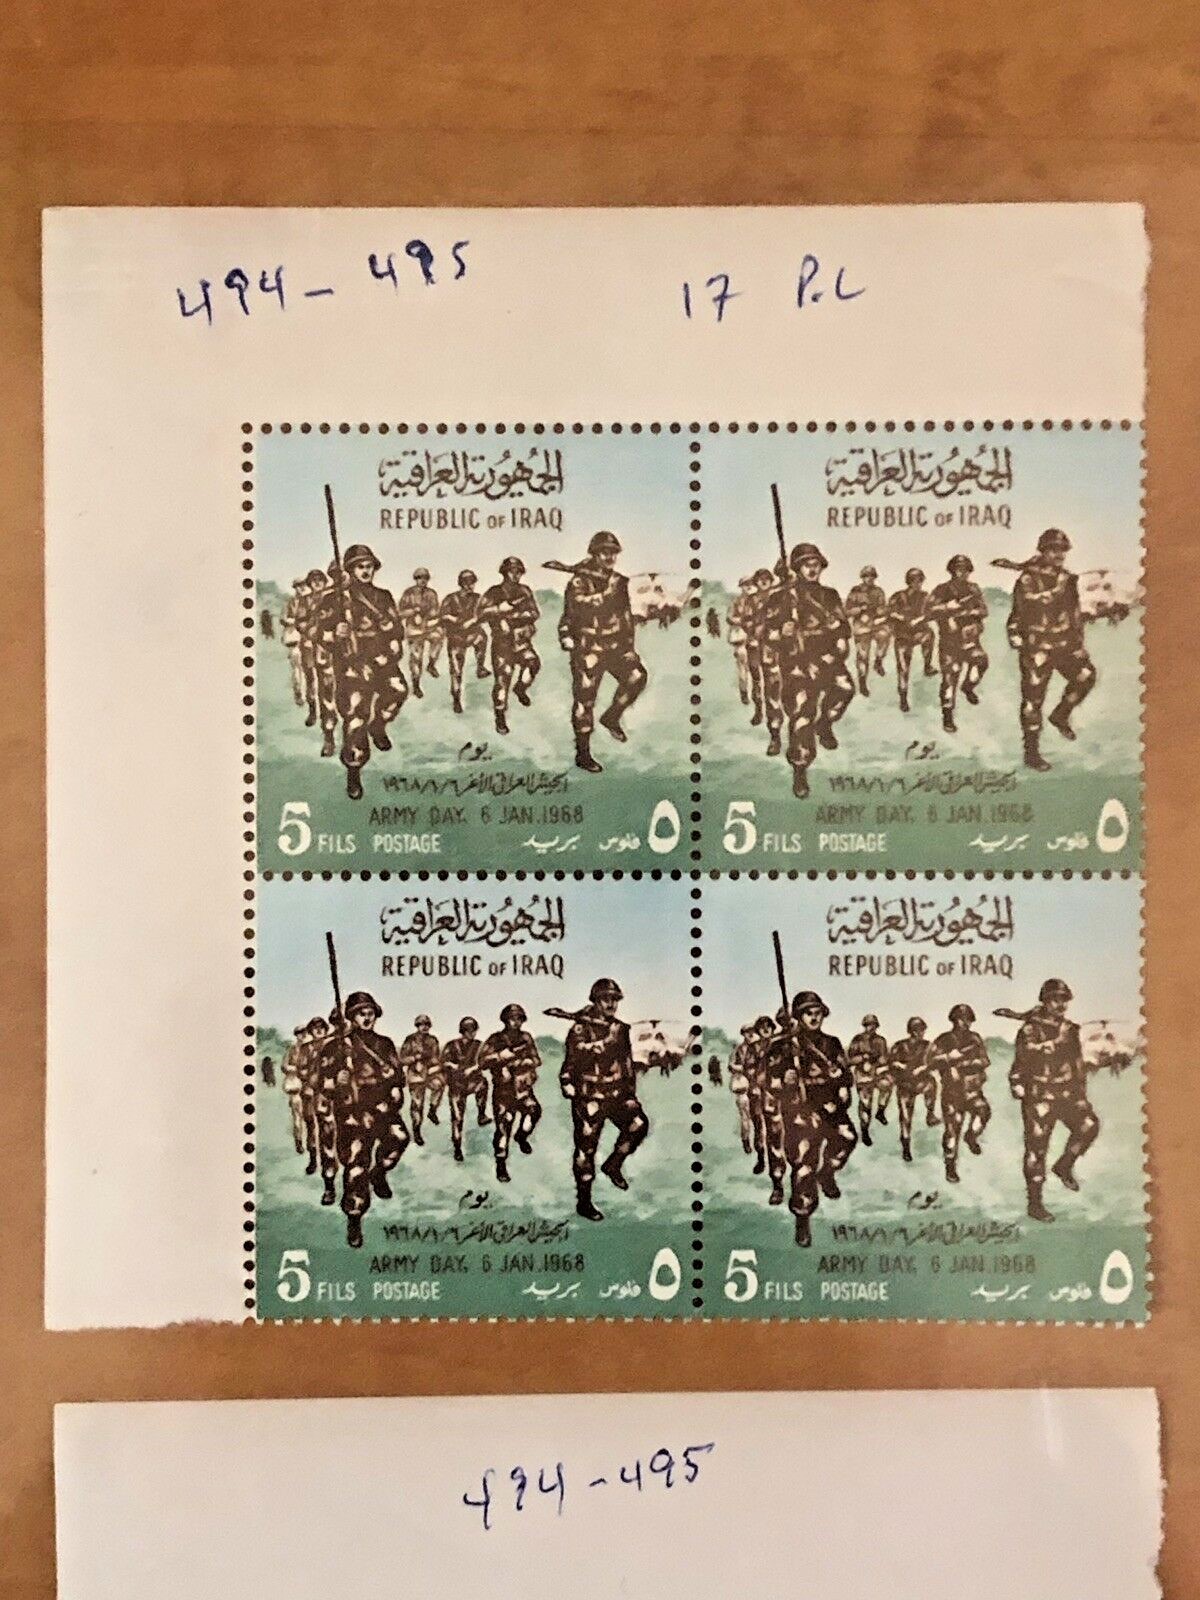 494-495 17 P.L
الجمهورية العراقية الجمهورية العراقية
REPUBLIC OF IRAQ REPUBLIC OF IRAQ
يوم يوم
الجيش العراقي الأغر ١٩٦٨/١/٦ الجيش العراقي الأغر ١٩٦٨/١/٦
ARMY DAY, 6 JAN.1968 ARMY DAY, 6 JAN.1968
5 FILS POSTAGE بريد فلوس ٥ 5 FILS POSTAGE بريد فلوس ٥
الجمهورية العراقية الجمهورية العراقية
REPUBLIC OF IRAQ REPUBLIC OF IRAQ
يوم يوم
الجيش العراقي الأغر ١٩٦٨/١/٦ الجيش العراقي الأغر ١٩٦٨/١/٦
ARMY DAY, 6 JAN.1968 ARMY DAY, 6 JAN.1968
5 FILS POSTAGE بريد فلوس ٥ 5 FILS POSTAGE بريد فلوس ٥
494-495